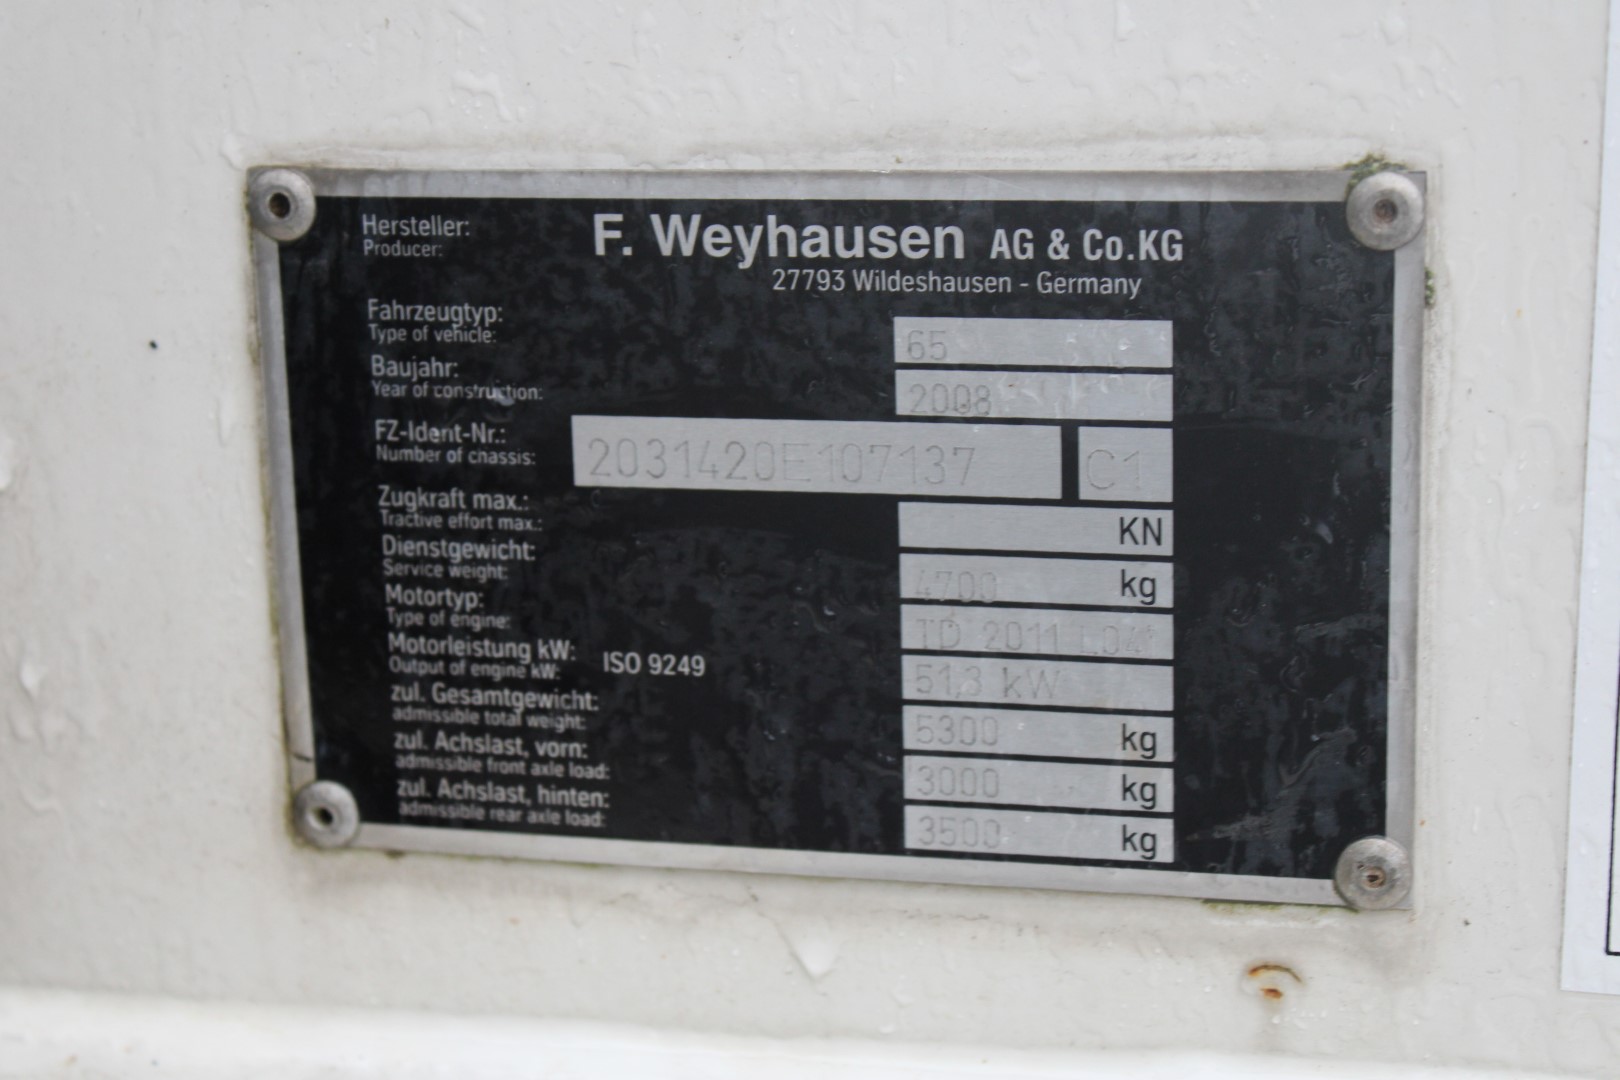 Hersteller: F. Weyhausen AG & Co.KG
Producer:
27793 Wildeshausen - Germany
Fahrzeugtyp:
Type of vehicle: 65
Baujahr:
Year of construction: 2008
FZ-Ident-Nr.:
Number of chassis: 2031420E107137 C1
Zugkraft max.:
Tractive effort max.: KN
Dienstgewicht:
Service weight: 4700 kg
Motortyp:
Type of engine: TD 2011 L04
Motorleistung kW: ISO 9249
Output of engine kW: 51,3 kW
zul. Gesamtgewicht:
admissible total weight: 5300 kg
zul. Achslast, vorn:
admissible front axle load: 3000 kg
zul. Achslast, hinten:
admissible rear axle load: 3500 kg